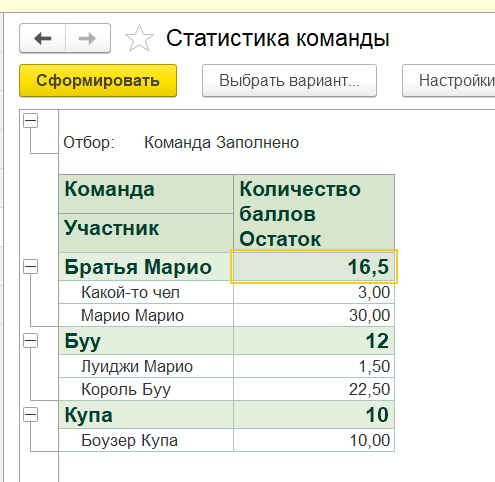 Статистика команды
Сформировать Выбрать вариант... Настройки
Отбор: Команда Заполнено
Команда Количество
баллов
Участник Остаток
Братья Марио 16,5
Какой-то чел 3,00
Марио Марио 30,00
Буу 12
Луиджи Марио 1,50
Король Буу 22,50
Купа 10
Боузер Купа 10,00